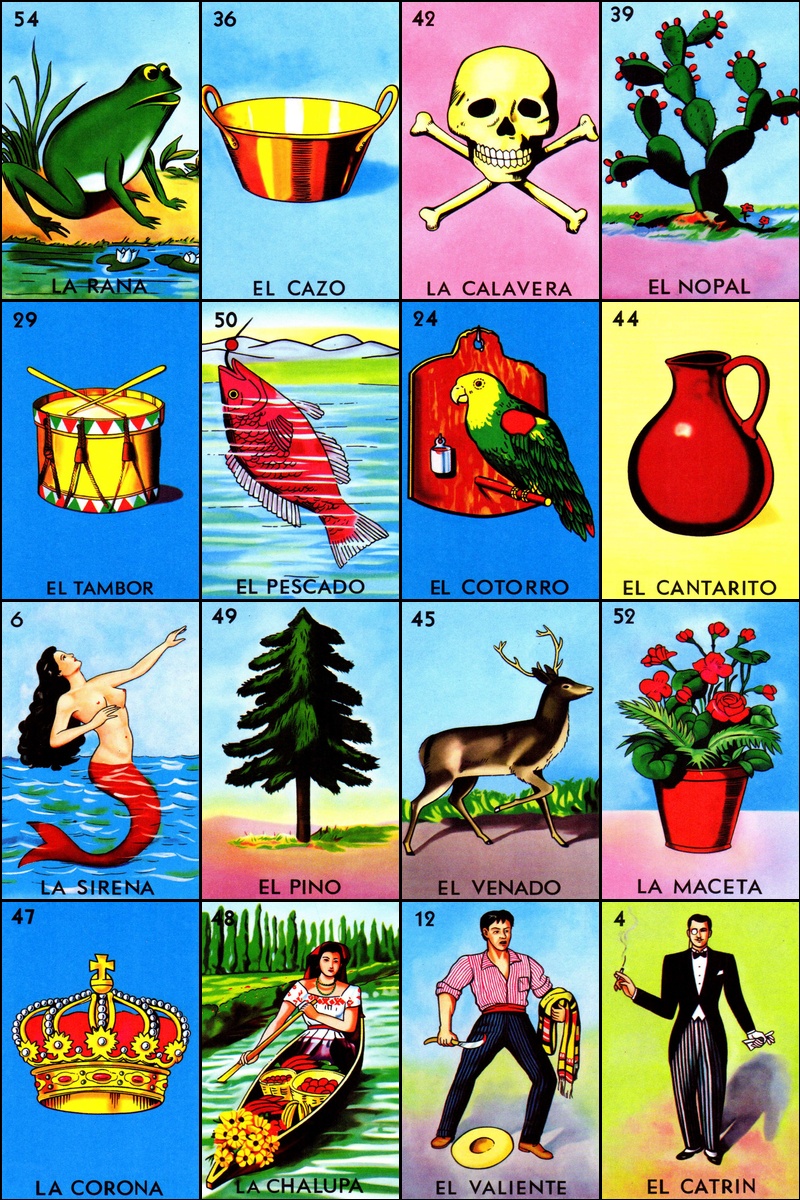 54
LA RANA
36
EL CAZO
42
LA CALAVERA
39
EL NOPAL
29
EL TAMBOR
50
EL PESCADO
24
EL COTORRO
44
EL CANTARITO
6
LA SIRENA
49
EL PINO
45
EL VENADO
52
LA MACETA
47
LA CORONA
48
LA CHALUPA
12
EL VALIENTE
4
EL CATRIN